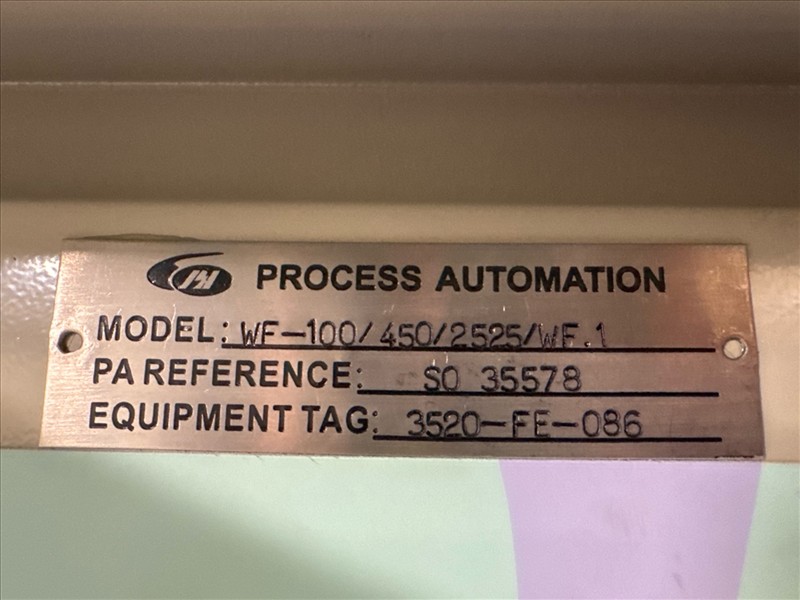 PROCESS AUTOMATION
MODEL: WF-100/450/2525/WF.1
PA REFERENCE: SO 35578
EQUIPMENT TAG: 3520-FE-086